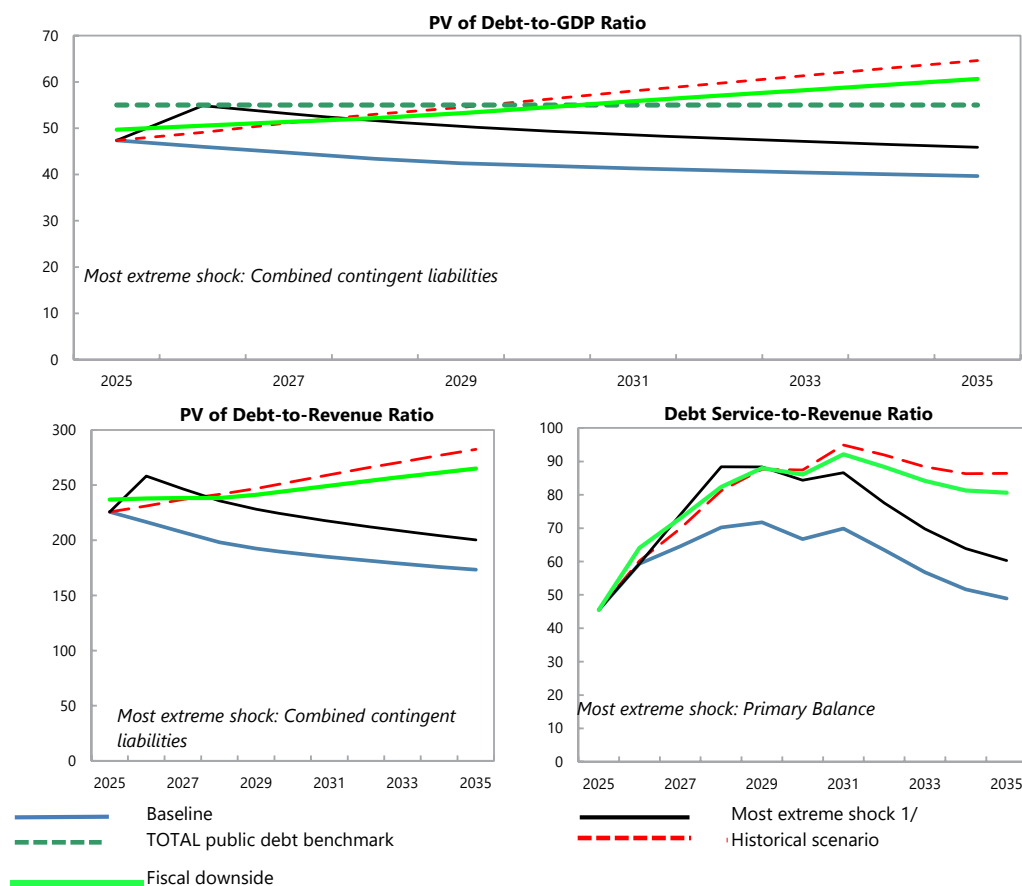 PV of Debt-to-GDP Ratio
70
60
50
40
30
20
10
0
Most extreme shock: Combined contingent liabilities
2025 2027 2029 2031 2033 2035
PV of Debt-to-Revenue Ratio
300
250
200
150
100
50
0
Most extreme shock: Combined contingent
liabilities
2025 2027 2029 2031 2033 2035
Debt Service-to-Revenue Ratio
100
90
80
70
60
50
40
30
20
10
0
Most extreme shock: Primary Balance
2025 2027 2029 2031 2033 2035
Baseline
TOTAL public debt benchmark
Fiscal downside
Most extreme shock 1/
Historical scenario